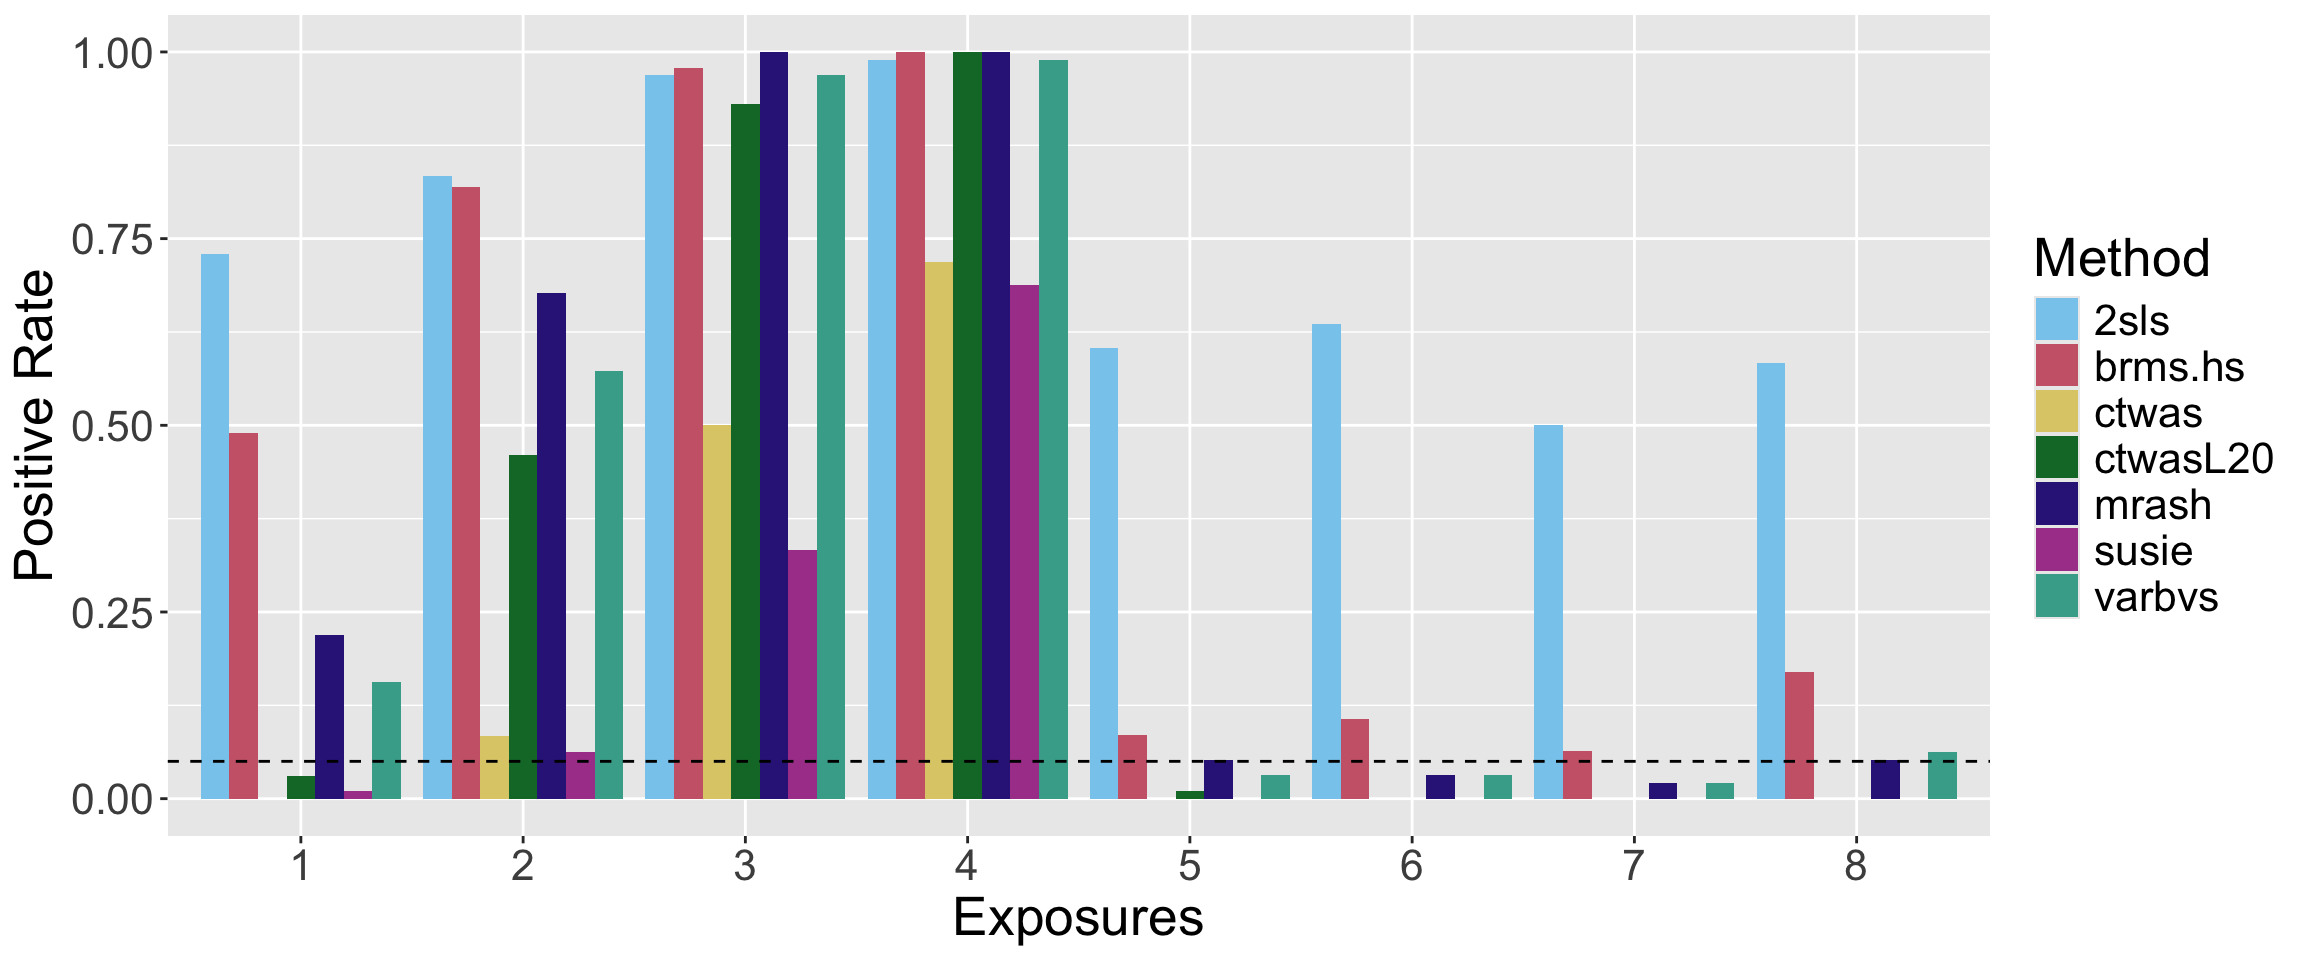 1.00
0.75
0.50
0.25
0.00
Positive Rate
1 2 3 4 5 6 7 8
Exposures
Method
2sls
brms.hs
ctwas
ctwasL20
mrash
susie
varbvs